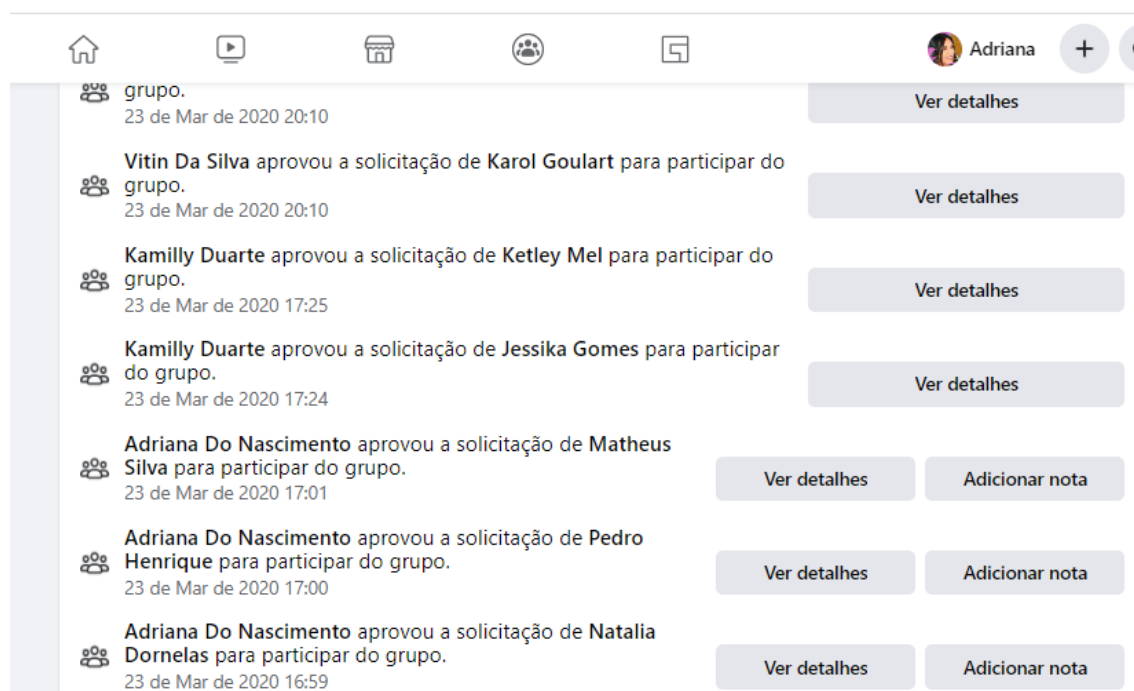 Adriana
grupo.
23 de Mar de 2020 20:10
Ver detalhes
Vitin Da Silva aprovou a solicitação de Karol Goulart para participar do
grupo.
23 de Mar de 2020 20:10
Ver detalhes
Kamilly Duarte aprovou a solicitação de Ketley Mel para participar do
grupo.
23 de Mar de 2020 17:25
Ver detalhes
Kamilly Duarte aprovou a solicitação de Jessika Gomes para participar
do grupo.
23 de Mar de 2020 17:24
Ver detalhes
Adriana Do Nascimento aprovou a solicitação de Matheus
Silva para participar do grupo.
23 de Mar de 2020 17:01
Ver detalhes
Adicionar nota
Adriana Do Nascimento aprovou a solicitação de Pedro
Henrique para participar do grupo.
23 de Mar de 2020 17:00
Ver detalhes
Adicionar nota
Adriana Do Nascimento aprovou a solicitação de Natalia
Dornelas para participar do grupo.
23 de Mar de 2020 16:59
Ver detalhes
Adicionar nota